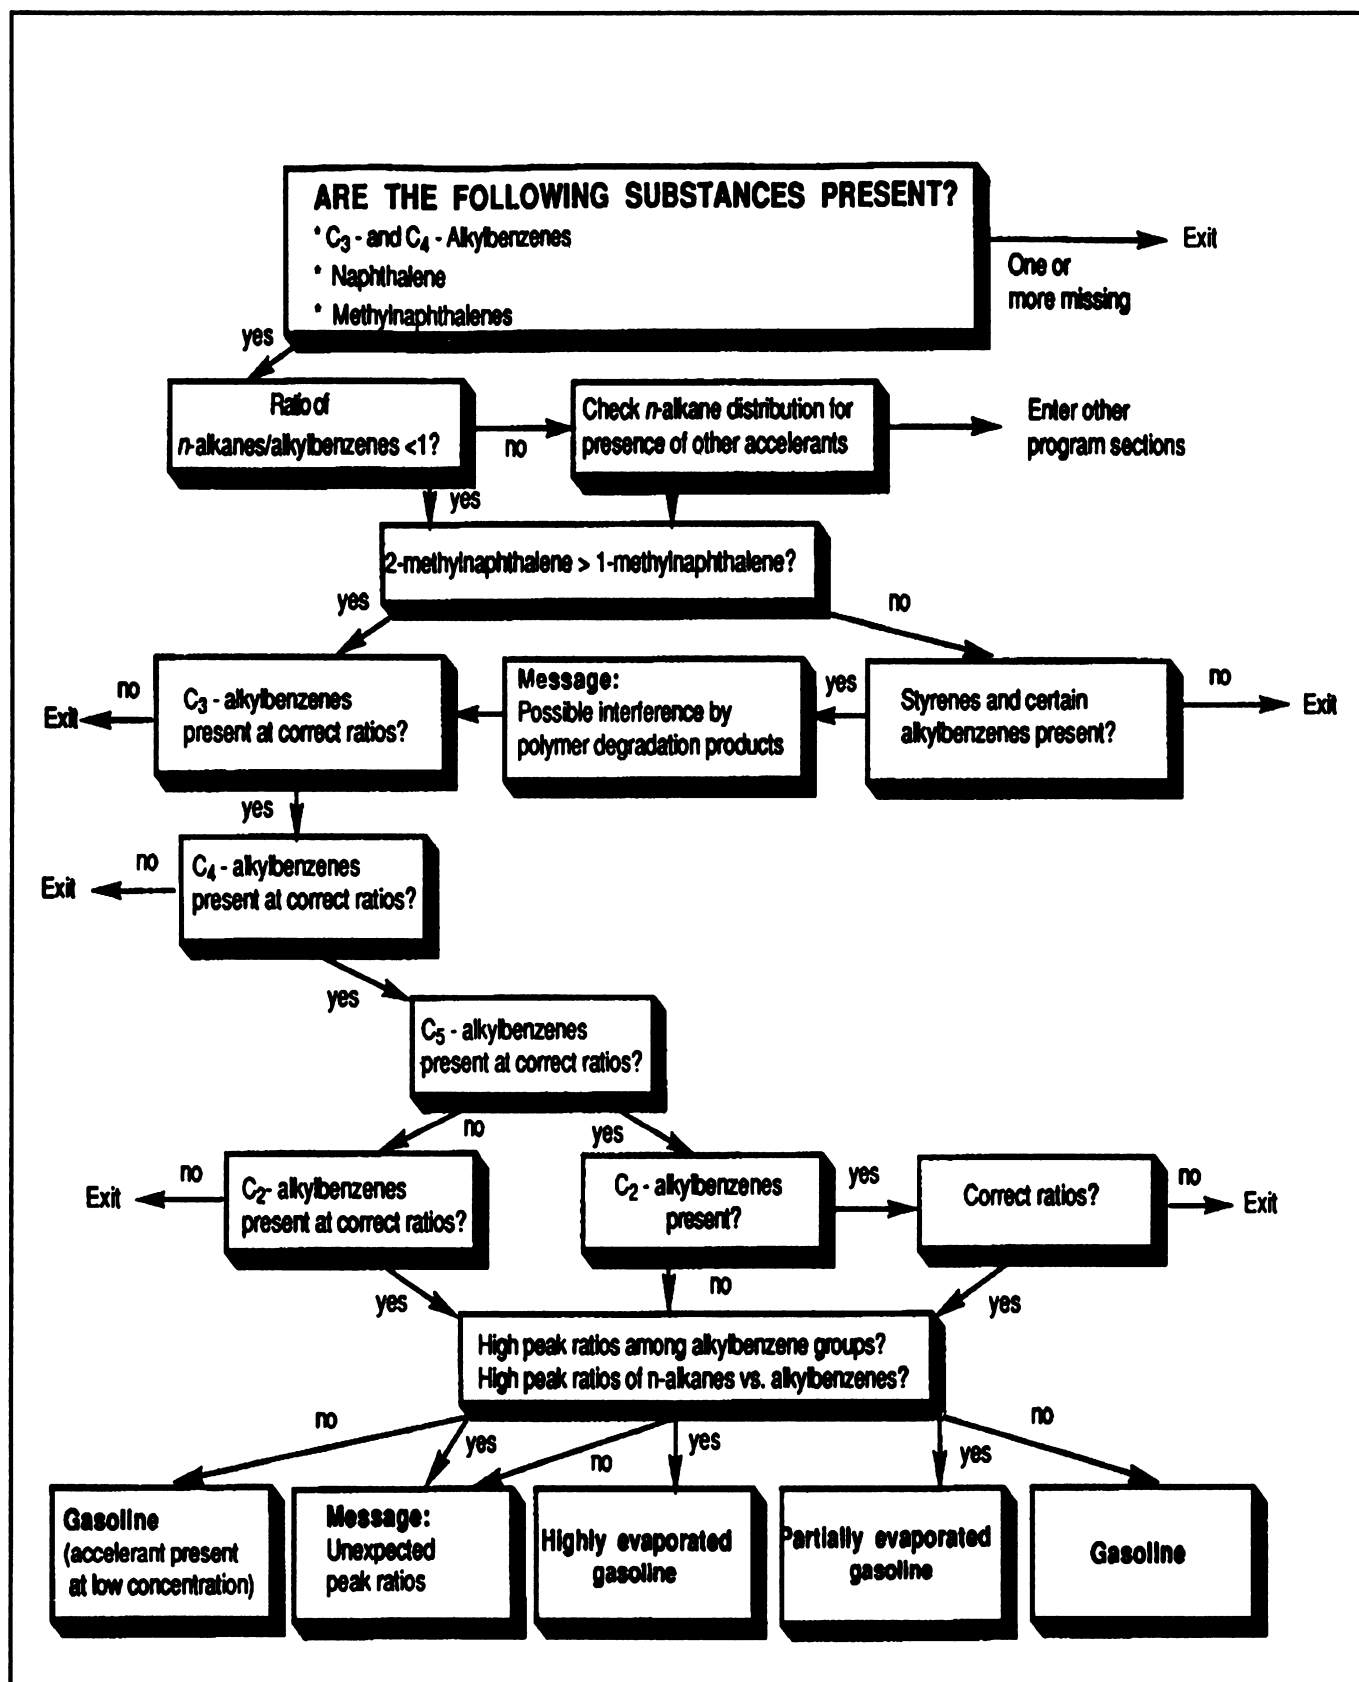 ARE THE FOLLOWING SUBSTANCES PRESENT?
* C₃ - and C₄ - Alkylbenzenes
* Naphthalene
* Methylnaphthalenes
Exit
One or
more missing
yes
Ratio of
n-alkanes/alkylbenzenes <1?
no
Check n-alkane distribution for
presence of other accelerants
Enter other
program sections
yes
2-methylnaphthalene > 1-methylnaphthalene?
yes
no
Exit
no
C₃ - alkylbenzenes
present at correct ratios?
Message:
Possible interference by
polymer degradation products
yes
Styrenes and certain
alkylbenzenes present?
no
Exit
yes
Exit
no
C₄ - alkylbenzenes
present at correct ratios?
yes
C₅ - alkylbenzenes
present at correct ratios?
no
yes
Exit
no
C₂- alkylbenzenes
present at correct ratios?
C₂ - alkylbenzenes
present?
yes
Correct ratios?
no
Exit
yes
no
yes
High peak ratios among alkylbenzene groups?
High peak ratios of n-alkanes vs. alkylbenzenes?
no
yes
no
yes
yes
no
Gasoline
(accelerant present
at low concentration)
Message:
Unexpected
peak ratios
Highly evaporated
gasoline
Partially evaporated
gasoline
Gasoline